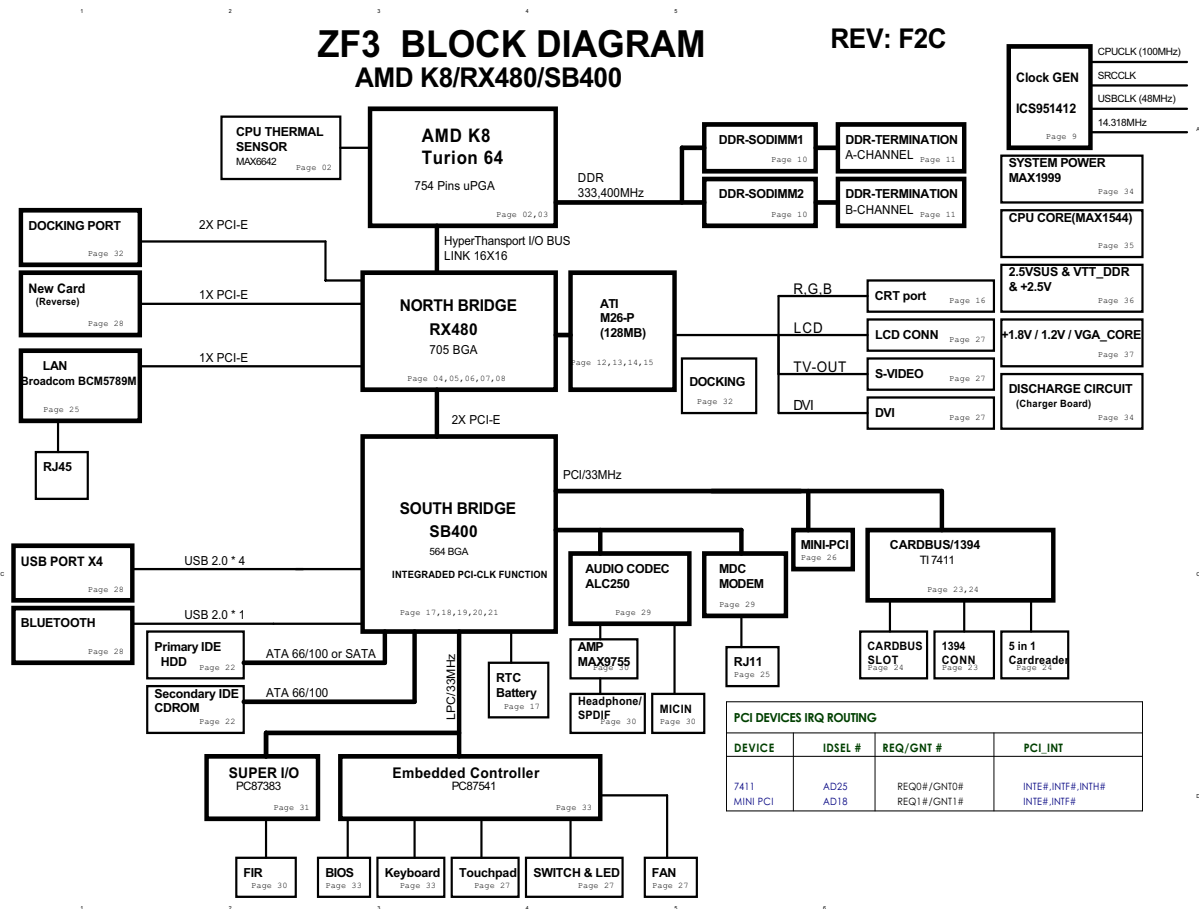 1 2 3 4 5
ZF3 BLOCK DIAGRAM
AMD K8/RX480/SB400
REV: F2C
Clock GEN
ICS951412
Page 9
CPUCLK (100MHz)
SRCCLK
USBCLK (48MHz)
14.318MHz
A
CPU THERMAL
SENSOR
MAX6642
Page 02
AMD K8
Turion 64
754 Pins uPGA
Page 02,03
DDR
333,400MHz
DDR-SODIMM1
Page 10
DDR-TERMINATION
A-CHANNEL
Page 11
DDR-SODIMM2
Page 10
DDR-TERMINATION
B-CHANNEL
Page 11
SYSTEM POWER
MAX1999
Page 34
CPU CORE(MAX1544)
Page 35
2.5VSUS & VTT_DDR
& +2.5V
Page 36
+1.8V / 1.2V / VGA_CORE
Page 37
DISCHARGE CIRCUIT
(Charger Board)
Page 34
DOCKING PORT
Page 32
2X PCI-E
HyperThansport I/O BUS
LINK 16X16
New Card
(Reverse)
Page 28
1X PCI-E
NORTH BRIDGE
RX480
705 BGA
Page 04,05,06,07,08
ATI
M26-P
(128MB)
Page 12,13,14,15
R,G,B
CRT port
Page 16
LCD
LCD CONN
Page 27
TV-OUT
S-VIDEO
Page 27
DVI
DVI
Page 27
DOCKING
Page 32
LAN
Broadcom BCM5789M
Page 25
1X PCI-E
RJ45
2X PCI-E
SOUTH BRIDGE
SB400
564 BGA
INTEGRADED PCI-CLK FUNCTION
Page 17,18,19,20,21
PCI/33MHz
MINI-PCI
Page 26
CARDBUS/1394
TI 7411
Page 23,24
C
C
USB PORT X4
Page 28
USB 2.0 * 4
BLUETOOTH
Page 28
USB 2.0 * 1
AUDIO CODEC
ALC250
Page 29
MDC
MODEM
Page 29
Primary IDE
HDD
Page 22
ATA 66/100 or SATA
Secondary IDE
CDROM
Page 22
ATA 66/100
LPC/33MHz
RTC
Battery
Page 17
AMP
MAX9755
Page 30
Headphone/
SPDIF
Page 30
MICIN
Page 30
RJ11
Page 25
CARDBUS
SLOT
Page 24
1394
CONN
Page 23
5 in 1
Cardreader
Page 24
PCI DEVICES IRQ ROUTING
DEVICE IDSEL # REQ/GNT # PCI_INT
7411 AD25 REQ0#/GNT0# INTE#,INTF#,INTH#
MINI PCI AD18 REQ1#/GNT1# INTE#,INTF#
SUPER I/O
PC87383
Page 31
Embedded Controller
PC87541
Page 33
D
FIR
Page 30
BIOS
Page 33
Keyboard
Page 33
Touchpad
Page 27
SWITCH & LED
Page 27
FAN
Page 27
1 2 3 4 5 6